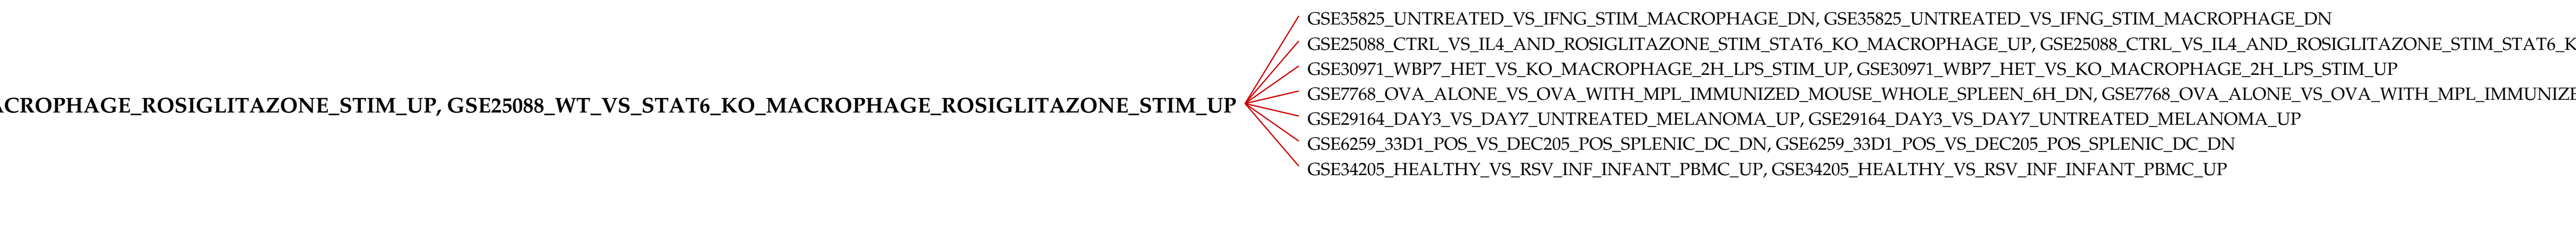 GSE35825_UNTREATED_VS_IFNG_STIM_MACROPHAGE_DN, GSE35825_UNTREATED_VS_IFNG_STIM_MACROPHAGE_DN
GSE25088_CTRL_VS_IL4_AND_ROSIGLITAZONE_STIM_STAT6_KO_MACROPHAGE_UP, GSE25088_CTRL_VS_IL4_AND_ROSIGLITAZONE_STIM_STAT6_K
GSE30971_WBP7_HET_VS_KO_MACROPHAGE_2H_LPS_STIM_UP, GSE30971_WBP7_HET_VS_KO_MACROPHAGE_2H_LPS_STIM_UP
GSE7768_OVA_ALONE_VS_OVA_WITH_MPL_IMMUNIZED_MOUSE_WHOLE_SPLEEN_6H_DN, GSE7768_OVA_ALONE_VS_OVA_WITH_MPL_IMMUNIZE
ACROPHAGE_ROSIGLITAZONE_STIM_UP, GSE25088_WT_VS_STAT6_KO_MACROPHAGE_ROSIGLITAZONE_STIM_UP
GSE29164_DAY3_VS_DAY7_UNTREATED_MELANOMA_UP, GSE29164_DAY3_VS_DAY7_UNTREATED_MELANOMA_UP
GSE6259_33D1_POS_VS_DEC205_POS_SPLENIC_DC_DN, GSE6259_33D1_POS_VS_DEC205_POS_SPLENIC_DC_DN
GSE34205_HEALTHY_VS_RSV_INF_INFANT_PBMC_UP, GSE34205_HEALTHY_VS_RSV_INF_INFANT_PBMC_UP